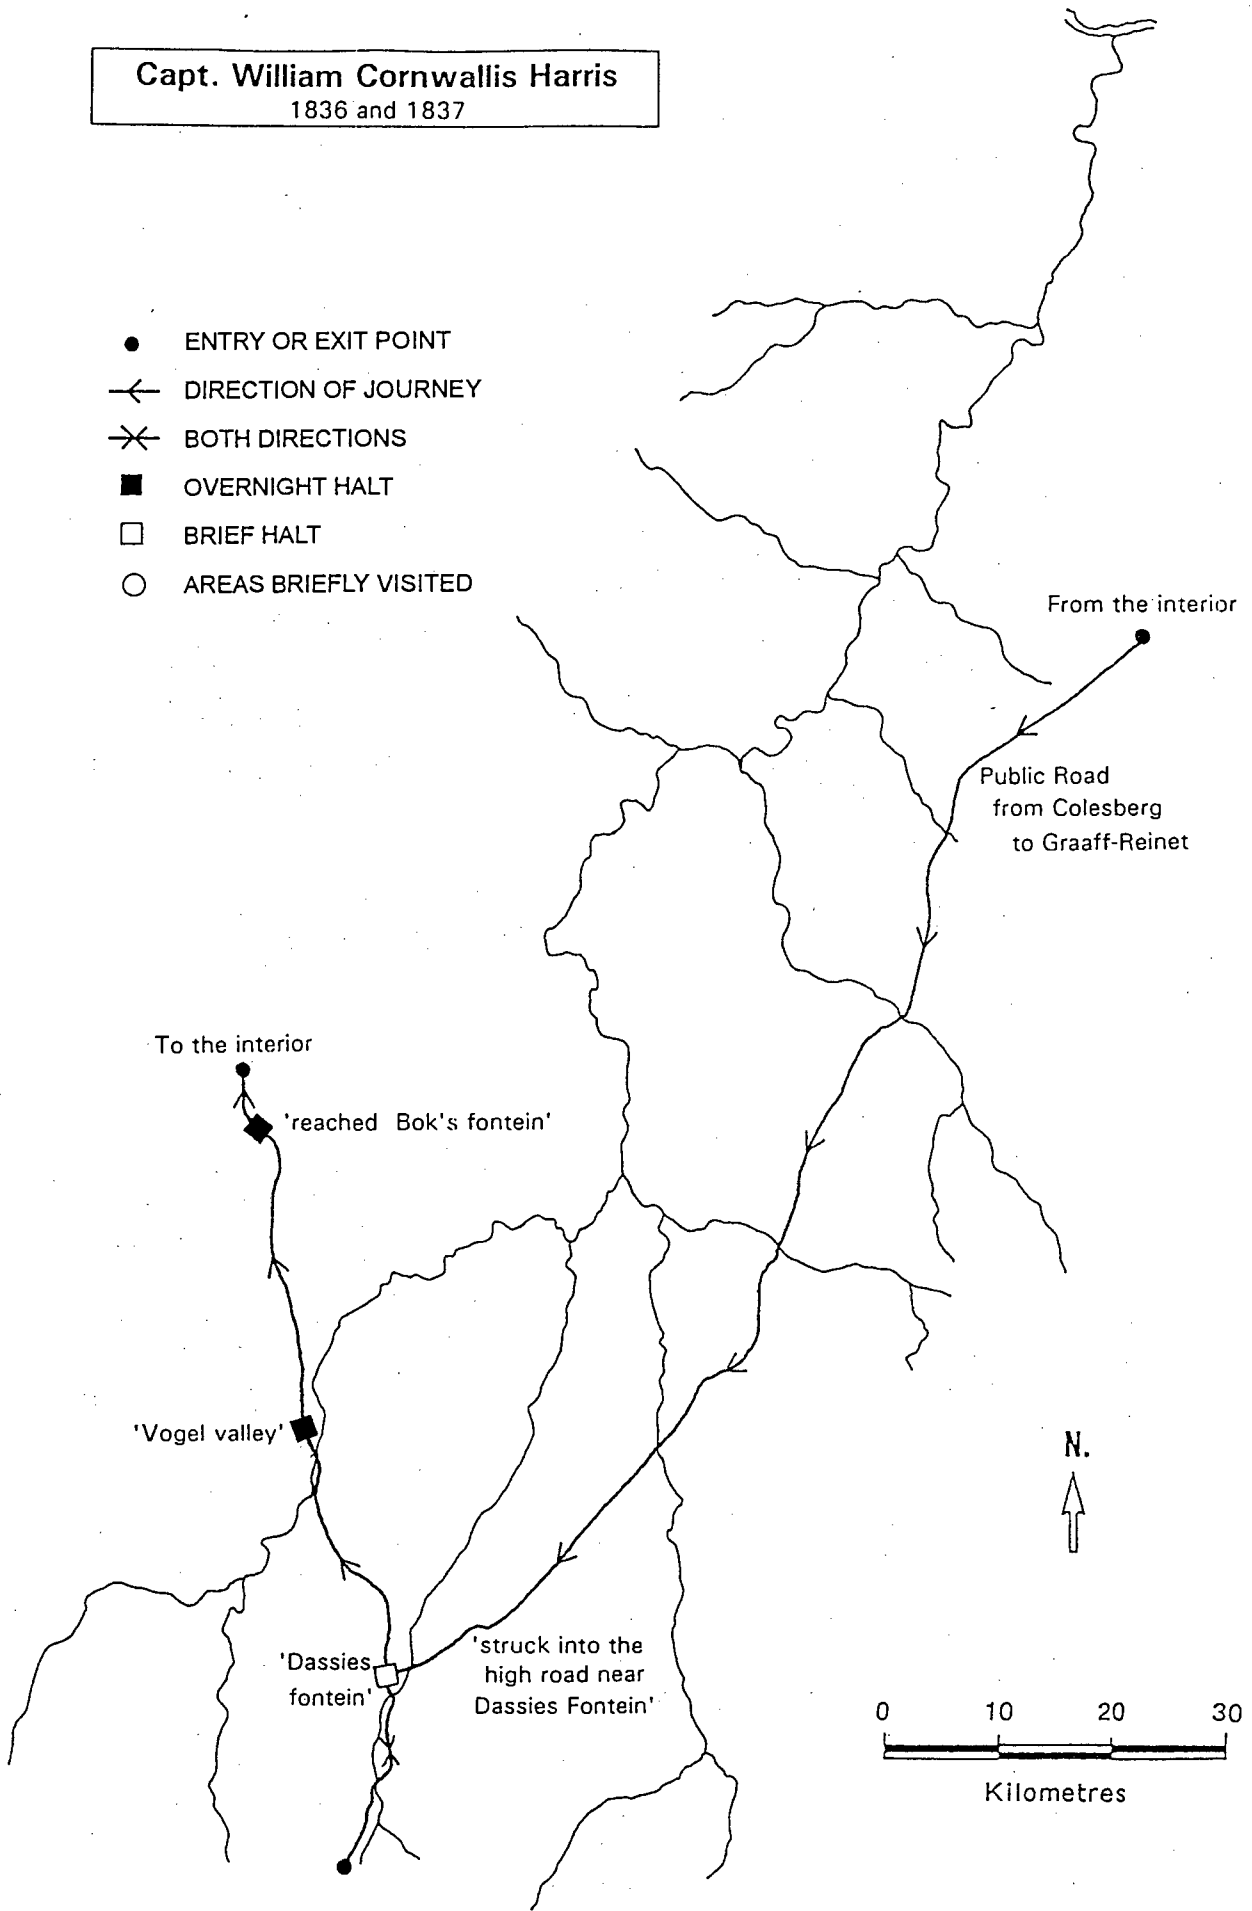 Capt. William Cornwallis Harris
1836 and 1837
ENTRY OR EXIT POINT
DIRECTION OF JOURNEY
BOTH DIRECTIONS
OVERNIGHT HALT
BRIEF HALT
AREAS BRIEFLY VISITED
From the interior
Public Road
from Colesberg
to Graaff-Reinet
To the interior
'reached Bok's fontein'
'Vogel valley'
N.
'Dassies
fontein'
'struck into the
high road near
Dassies Fontein'
0 10 20 30
Kilometres